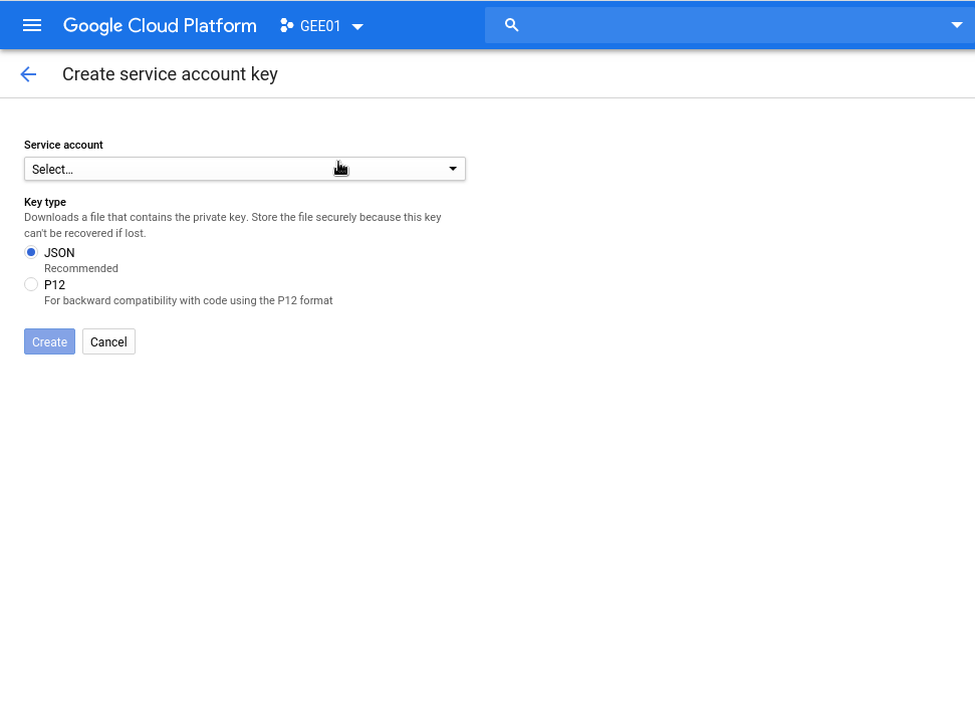 Google Cloud Platform GEE01
Create service account key
Service account
Select...
Key type
Downloads a file that contains the private key. Store the file securely because this key
can't be recovered if lost.
JSON
Recommended
P12
For backward compatibility with code using the P12 format
Create Cancel